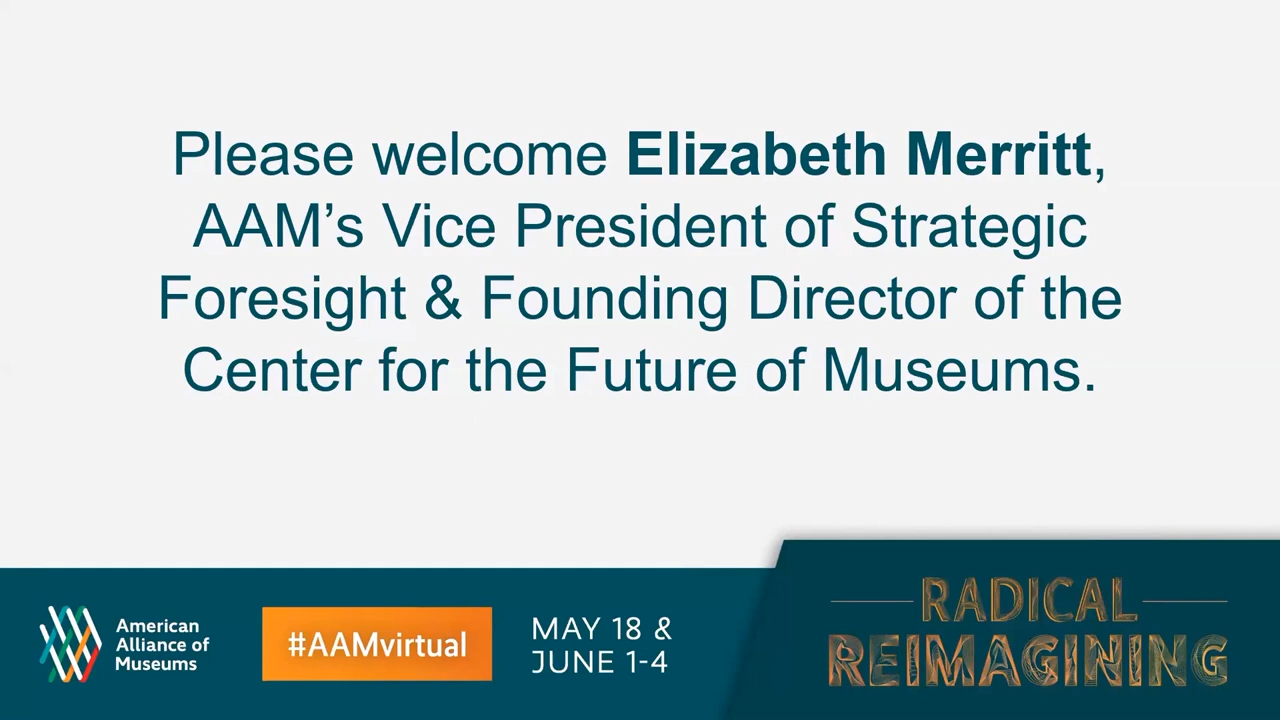 Please welcome Elizabeth Merritt,
AAM’s Vice President of Strategic
Foresight & Founding Director of the
Center for the Future of Museums.
American
Alliance of
Museums
#AAMvirtual
MAY 18 &
JUNE 1-4
RADICAL
REIMAGINING